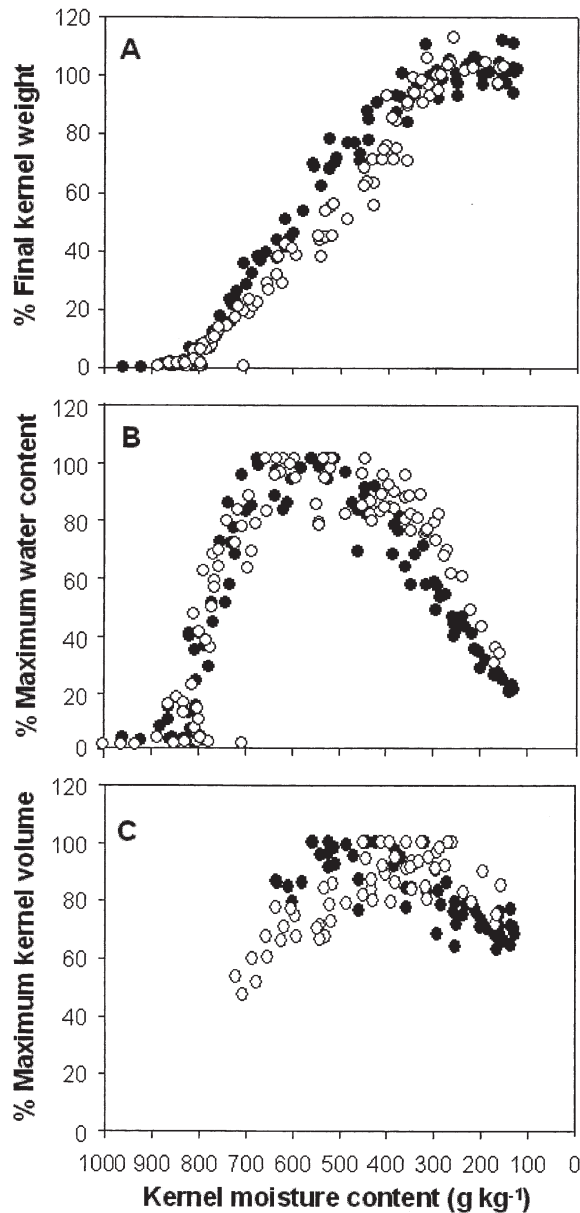 A
% Final kernel weight
120
100
80
60
40
20
0
B
% Maximum water content
120
100
80
60
40
20
0
C
% Maximum kernel volume
120
100
80
60
40
20
0
1000 900 800 700 600 500 400 300 200 100 0
Kernel moisture content (g kg⁻¹)